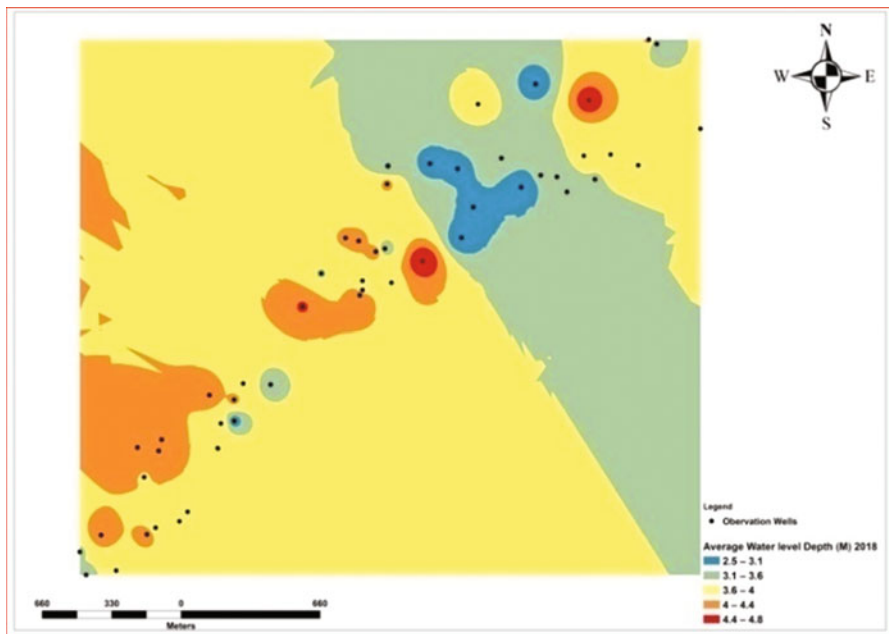 N
W E
S
Legend
Obervation Wells
Average Water level Depth (M) 2018
2.5 – 3.1
3.1 – 3.6
3.6 – 4
4 – 4.4
4.4 – 4.8
660 330 0 660
Meters